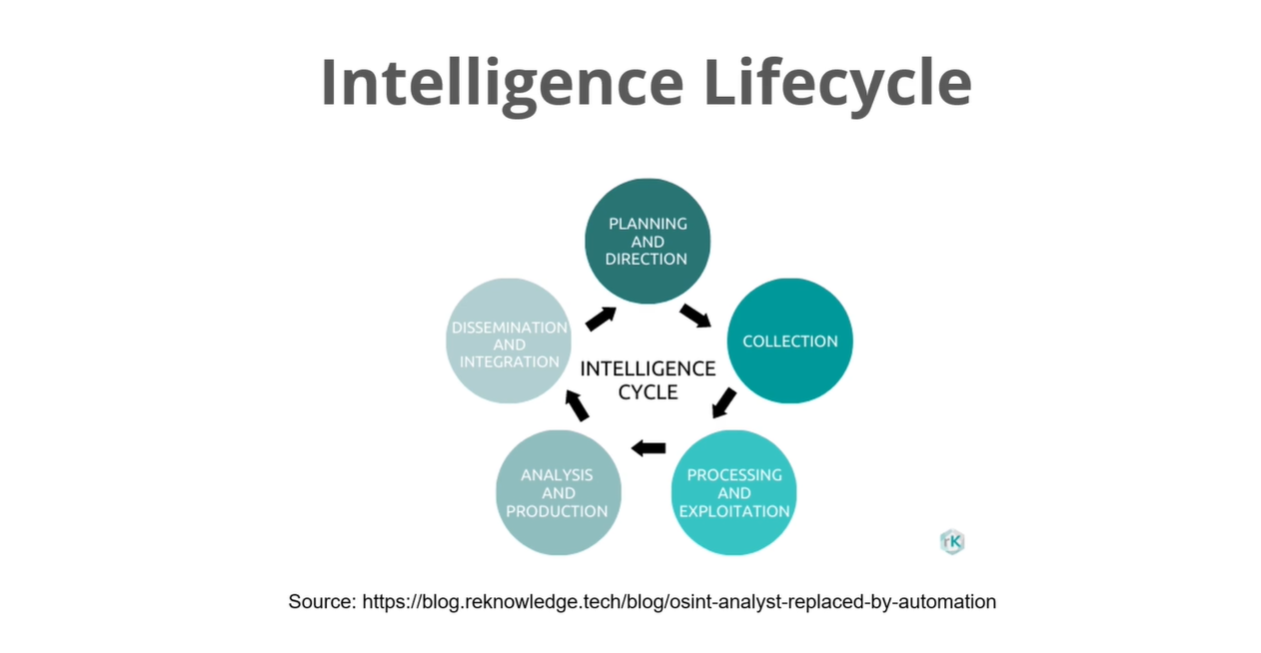 Intelligence Lifecycle
PLANNING
AND
DIRECTION
COLLECTION
PROCESSING
AND
EXPLOITATION
ANALYSIS
AND
PRODUCTION
DISSEMINATION
AND
INTEGRATION
INTELLIGENCE
CYCLE
rK
Source: https://blog.reknowledge.tech/blog/osint-analyst-replaced-by-automation